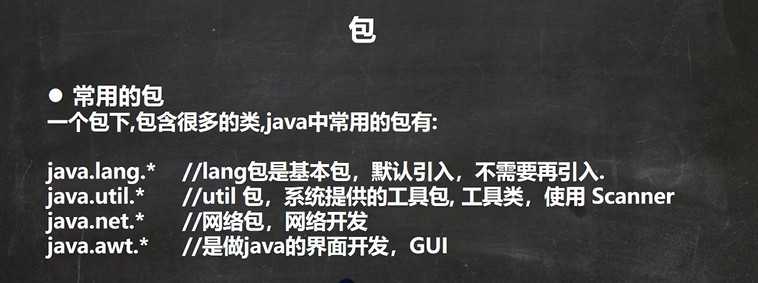 包
● 常用的包
一个包下,包含很多的类,java中常用的包有:
java.lang.* //lang包是基本包，默认引入，不需要再引入.
java.util.* //util 包，系统提供的工具包, 工具类，使用 Scanner
java.net.* //网络包，网络开发
java.awt.* //是做java的界面开发，GUI